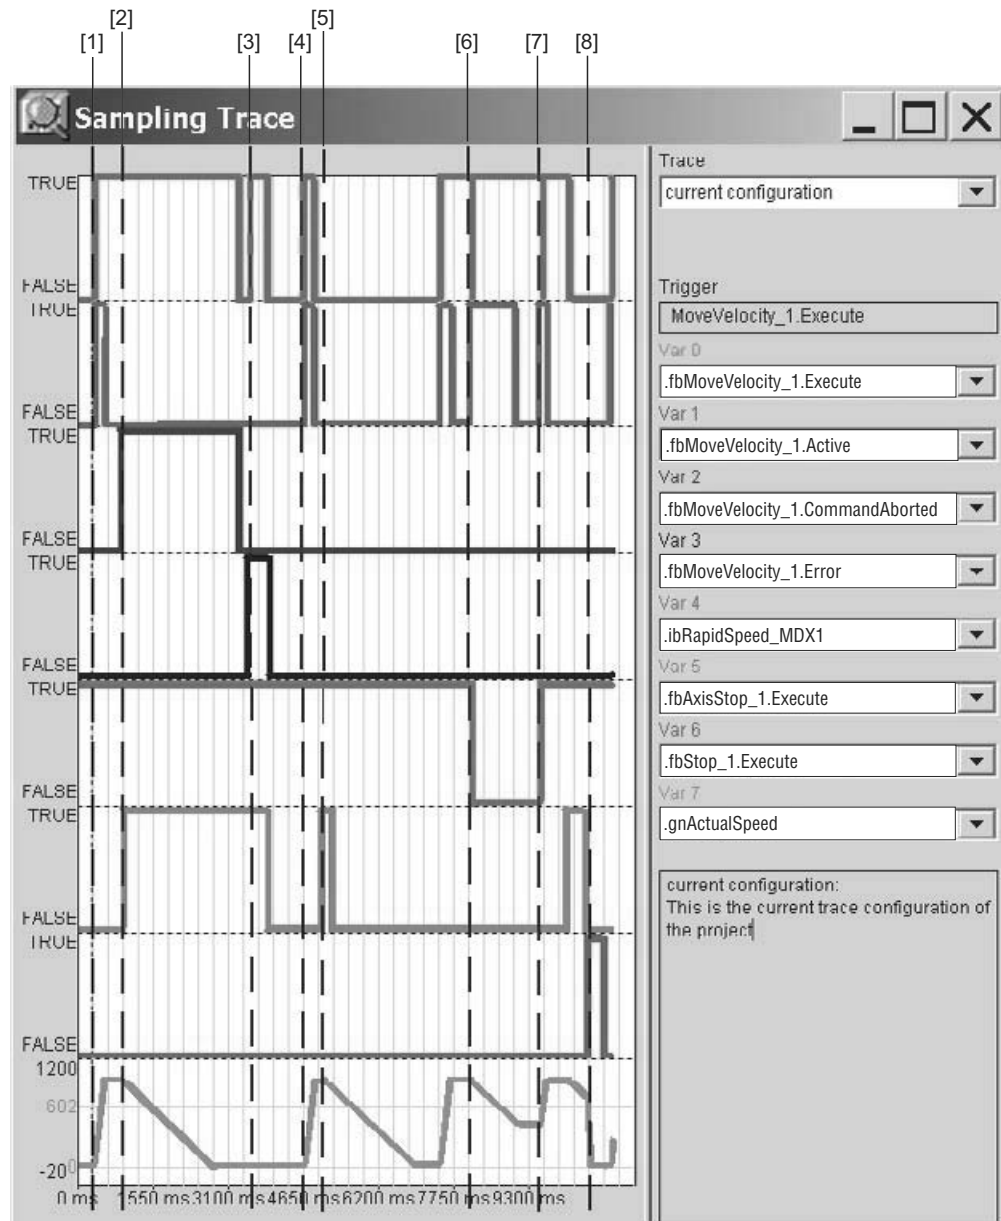 [2]
[5]
[1]
[3]
[4]
[6]
[7]
[8]
Sampling Trace
TRUE
FALSE
TRUE
FALSE
TRUE
FALSE
TRUE
FALSE
TRUE
FALSE
TRUE
FALSE
TRUE
FALSE
1200
602
-20
0
0 ms
1550 ms
3100 ms
4650 ms
6200 ms
7750 ms
9300 ms
Trace
current configuration
Trigger
MoveVelocity_1.Execute
Var 0
.fbMoveVelocity_1.Execute
Var 1
.fbMoveVelocity_1.Active
Var 2
.fbMoveVelocity_1.CommandAborted
Var 3
.fbMoveVelocity_1.Error
Var 4
.ibRapidSpeed_MDX1
Var 5
.fbAxisStop_1.Execute
Var 6
.fbStop_1.Execute
Var 7
.gnActualSpeed
current configuration:
This is the current trace configuration of
the project